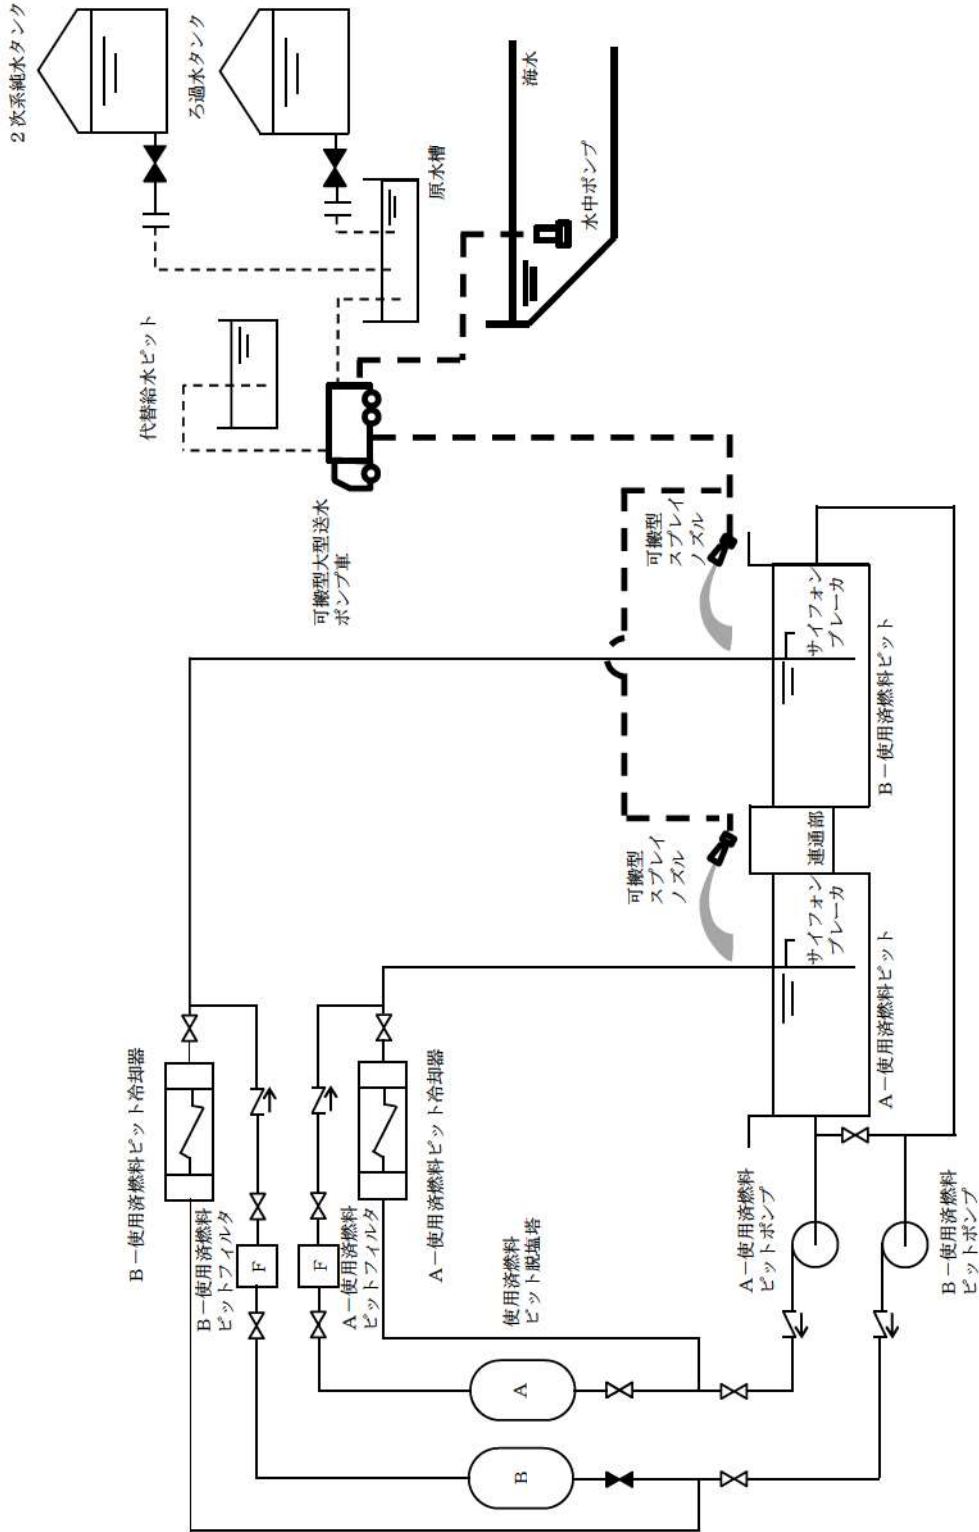 2次系純水タンク
ろ過水タンク
原水槽
海水
水中ポンプ
代替給水ピット
可搬型大型送水
ポンプ車
可搬型
スプレイ
ノズル
可搬型
スプレイ
ノズル
サイフォン
ブレーカ
B-使用済燃料ピット
連通部
サイフォン
ブレーカ
A-使用済燃料ピット
B-使用済燃料ピット冷却器
B-使用済燃料
ピットフィルタ
F
F
A-使用済燃料
ピットフィルタ
A-使用済燃料ピット冷却器
使用済燃料
ピット脱塩塔
A
B
A-使用済燃料
ピットポンプ
B-使用済燃料
ピットポンプ